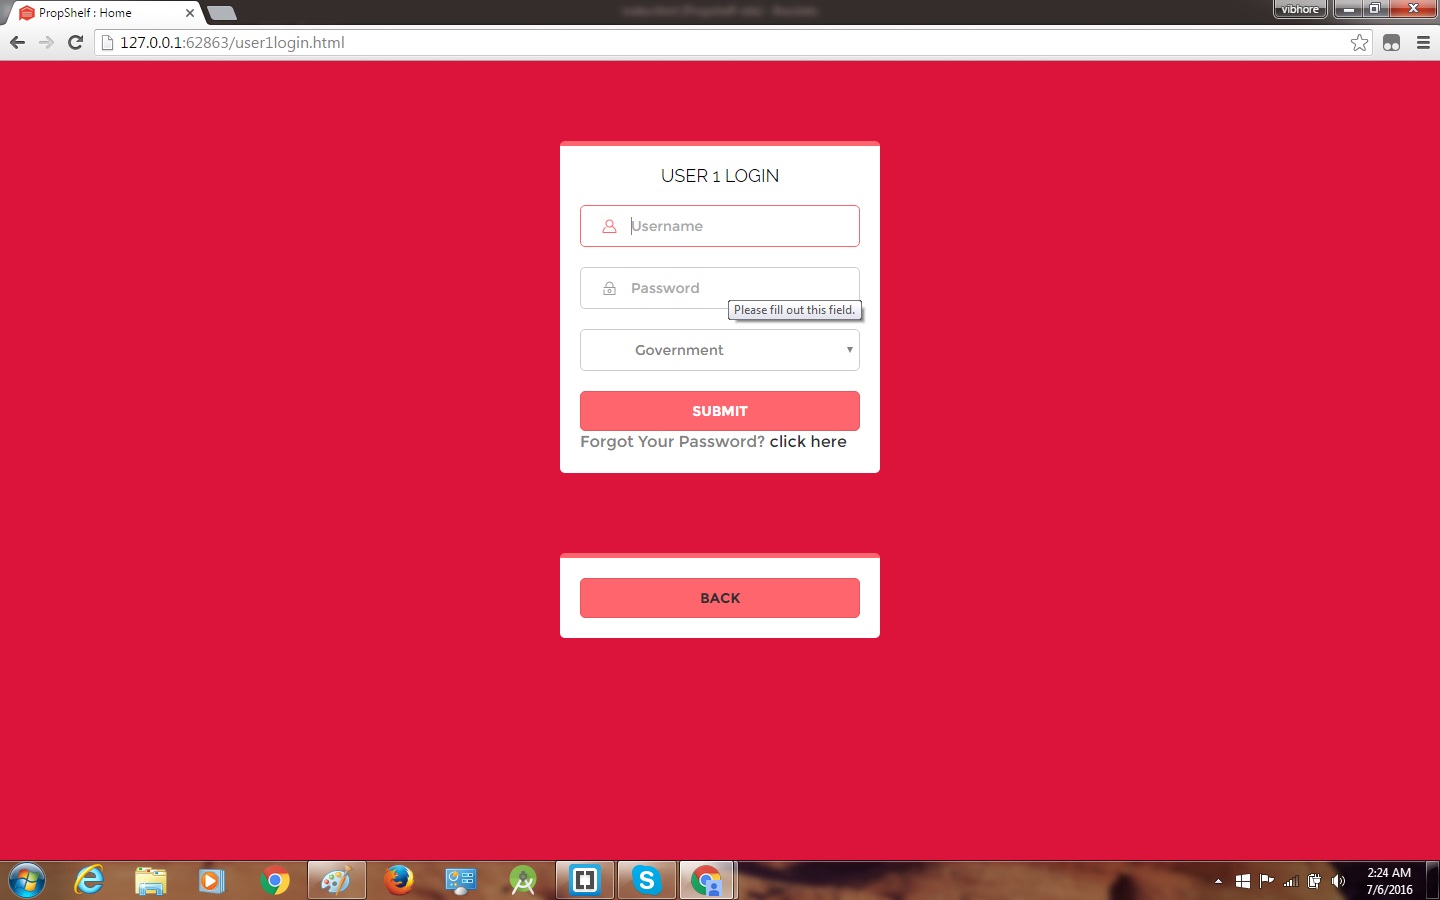 PropShelf : Home
vibhore
127.0.0.1:62863/user1login.html
USER 1 LOGIN
Username
Password
Please fill out this field.
Government
SUBMIT
Forgot Your Password? click here
BACK
2:24 AM
7/6/2016